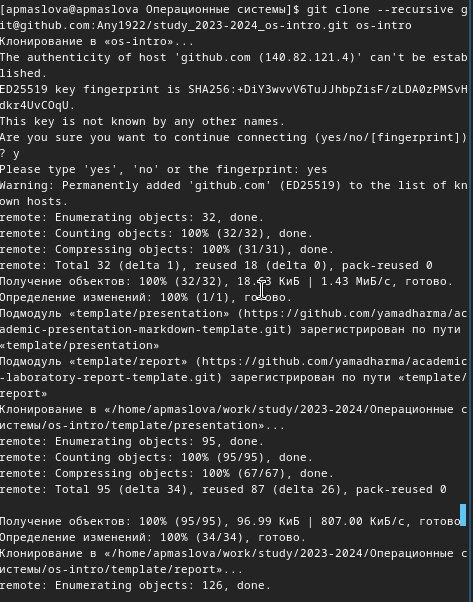 [apmaslova@apmaslova Операционные системы]$ git clone --recursive g
it@github.com:Any1922/study_2023-2024_os-intro.git os-intro
Клонирование в «os-intro»...
The authenticity of host 'github.com (140.82.121.4)' can't be estab
lished.
ED25519 key fingerprint is SHA256:+DiY3wvvV6TuJJhbpZisF/zLDA0zPMSvH
dkr4UvCOqU.
This key is not known by any other names.
Are you sure you want to continue connecting (yes/no/[fingerprint])
? y
Please type 'yes', 'no' or the fingerprint: yes
Warning: Permanently added 'github.com' (ED25519) to the list of kn
own hosts.
remote: Enumerating objects: 32, done.
remote: Counting objects: 100% (32/32), done.
remote: Compressing objects: 100% (31/31), done.
remote: Total 32 (delta 1), reused 18 (delta 0), pack-reused 0
Получение объектов: 100% (32/32), КиБ | 1.43 МиБ/с, готово.
Определение изменений: 100% (1/1), готово.
Подмодуль «template/presentation» (https://github.com/yamadharma/ac
ademic-presentation-markdown-template.git) зарегистрирован по пути
«template/presentation»
Подмодуль «template/report» (https://github.com/yamadharma/academic
-laboratory-report-template.git) зарегистрирован по пути «template/
report»
Клонирование в «/home/apmaslova/work/study/2023-2024/Операционные с
истемы/os-intro/template/presentation»...
remote: Enumerating objects: 95, done.
remote: Counting objects: 100% (95/95), done.
remote: Compressing objects: 100% (67/67), done.
remote: Total 95 (delta 34), reused 87 (delta 26), pack-reused 0
Получение объектов: 100% (95/95), 96.99 КиБ | 807.00 КиБ/с, готово
Определение изменений: 100% (34/34), готово.
Клонирование в «/home/apmaslova/work/study/2023-2024/Операционные с
истемы/os-intro/template/report»...
remote: Enumerating objects: 126, done.